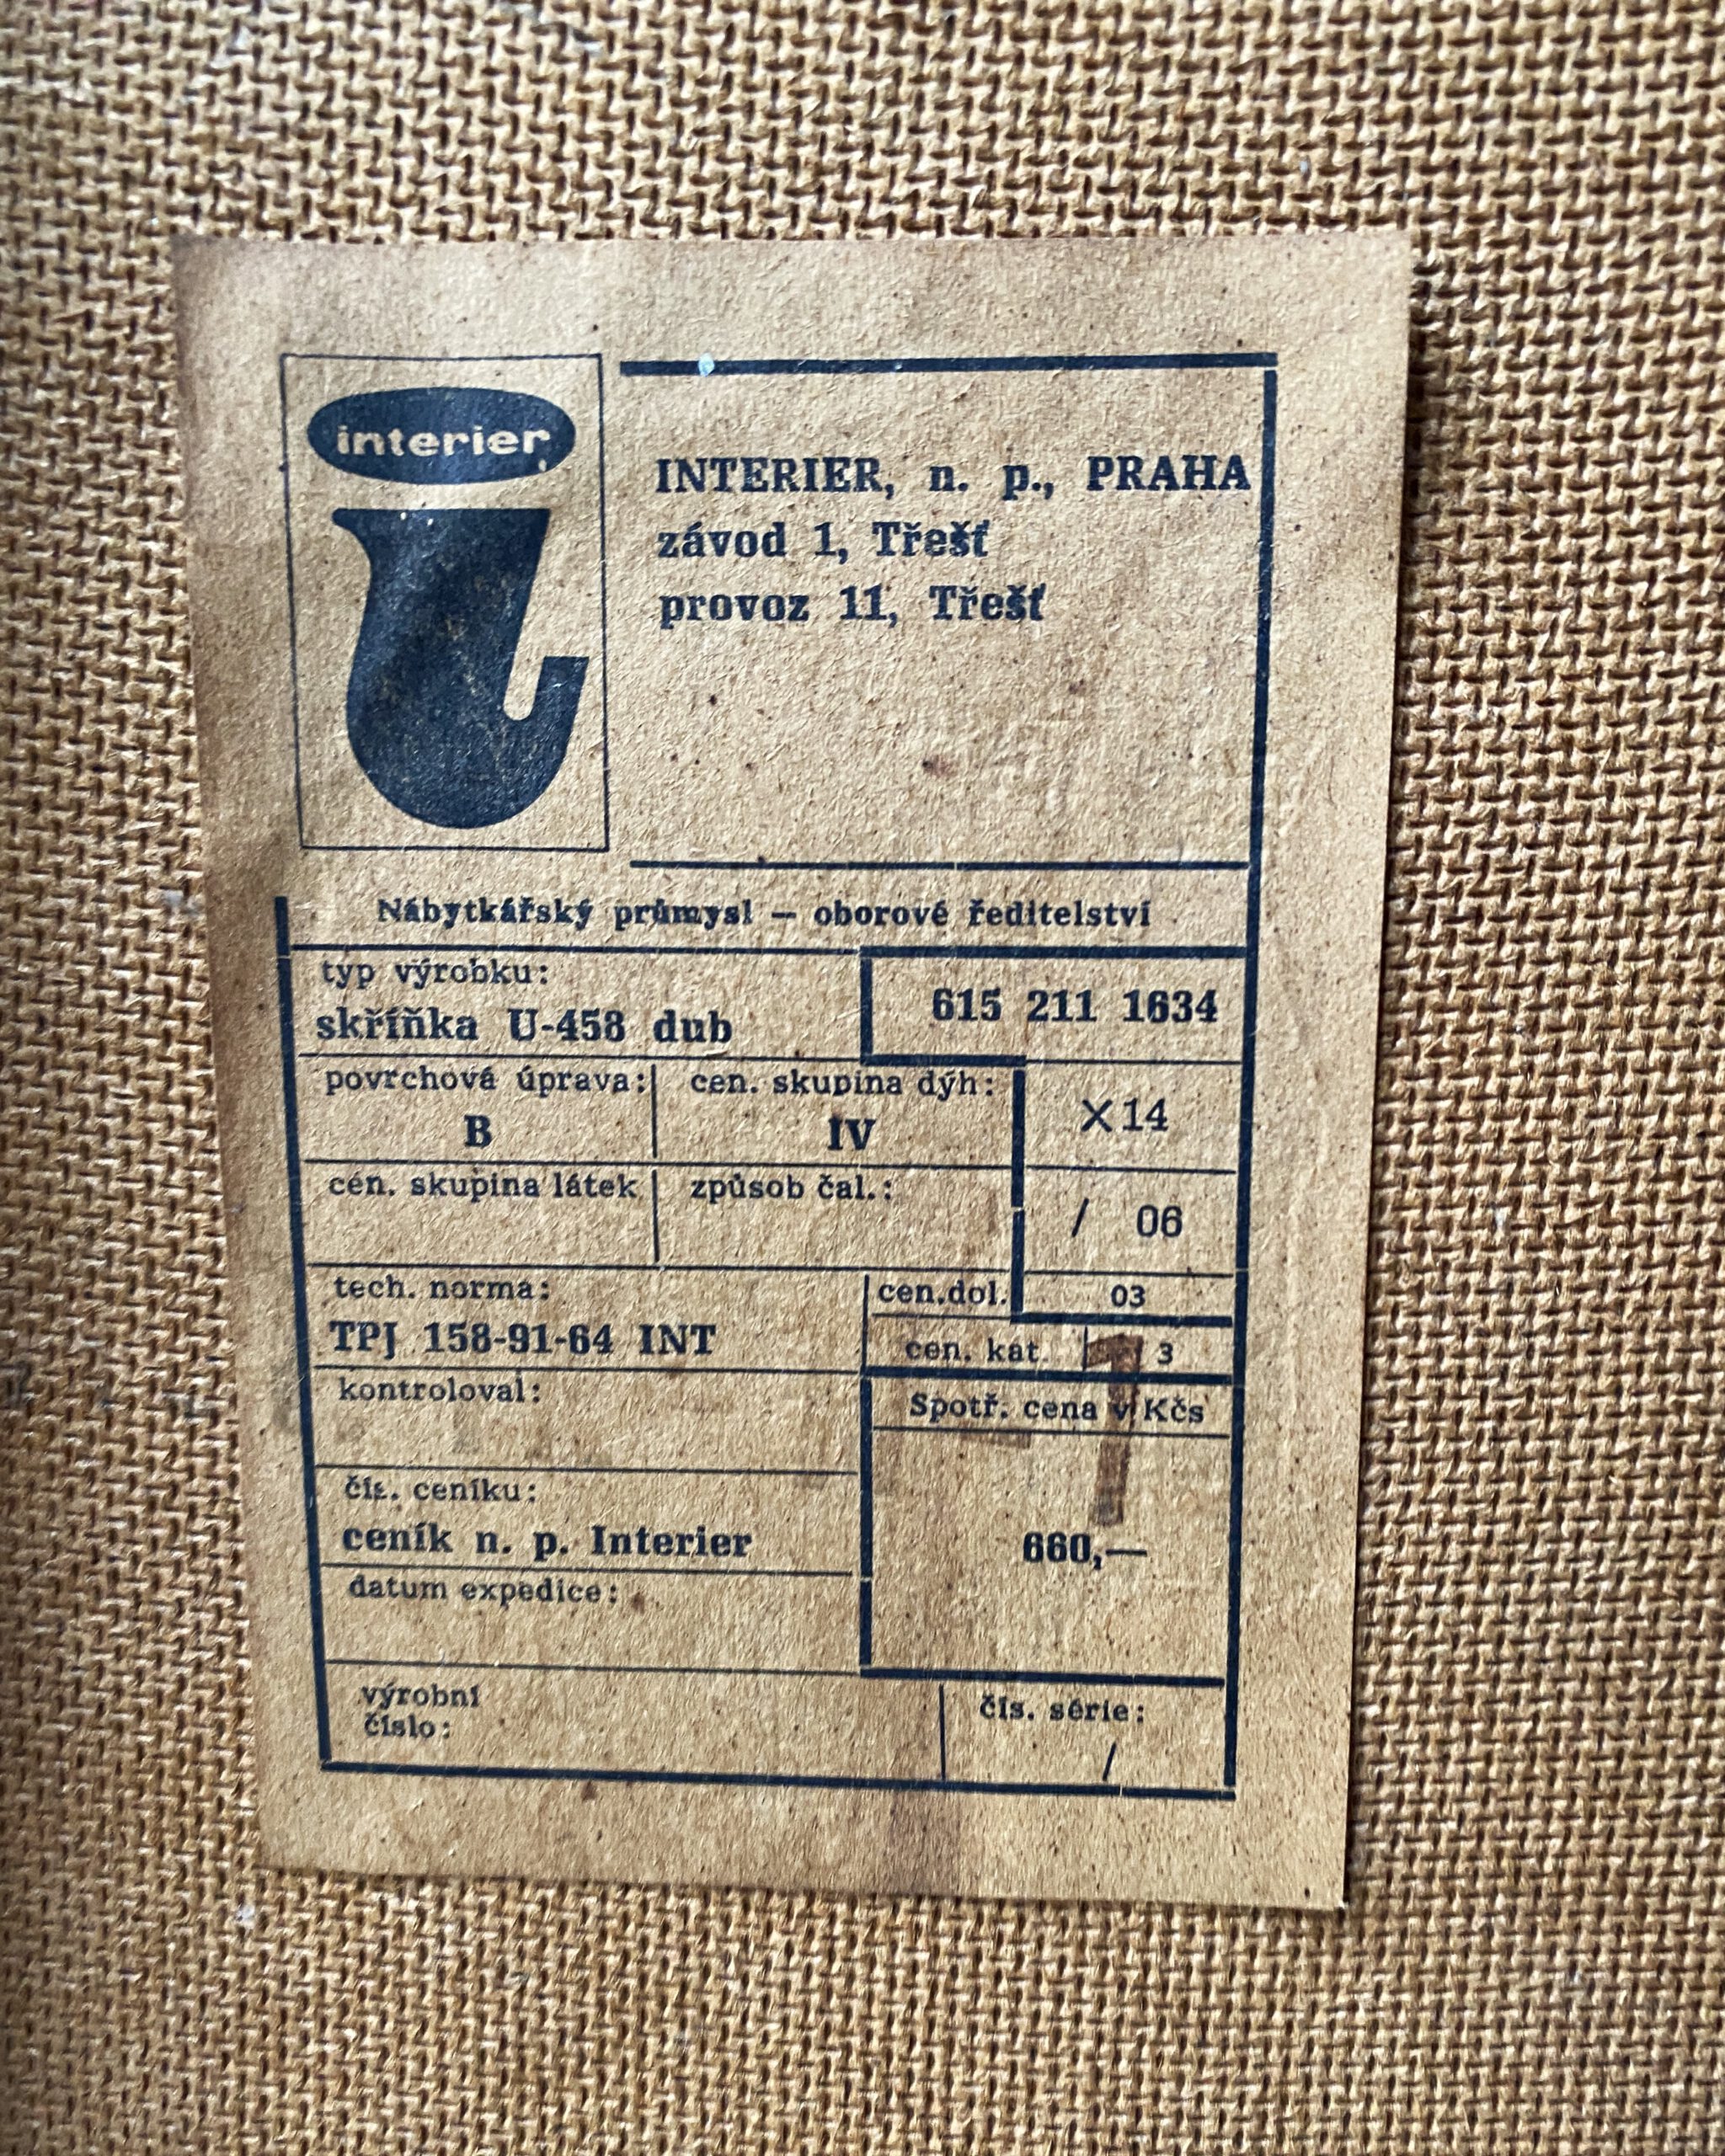 interier
INTERIER, n. p., PRAHA
závod 1, Třešť
provoz 11, Třešť
Nábytkářský průmysl — oborové ředitelství
typ výrobku:
skříňka U-458 dub
615 211 1634
povrchová úprava:
B
cen. skupina dýh:
IV
X14
cen. skupina látek
způsob čal.:
/ 06
tech. norma:
TPJ 158-91-64 INT
cen.dol.
03
cen. kat.
3
1
kontroloval:
Spotř. cena v Kčs
660,—
čís. ceníku:
ceník n. p. Interier
datum expedice:
výrobní
číslo:
čís. série:
/